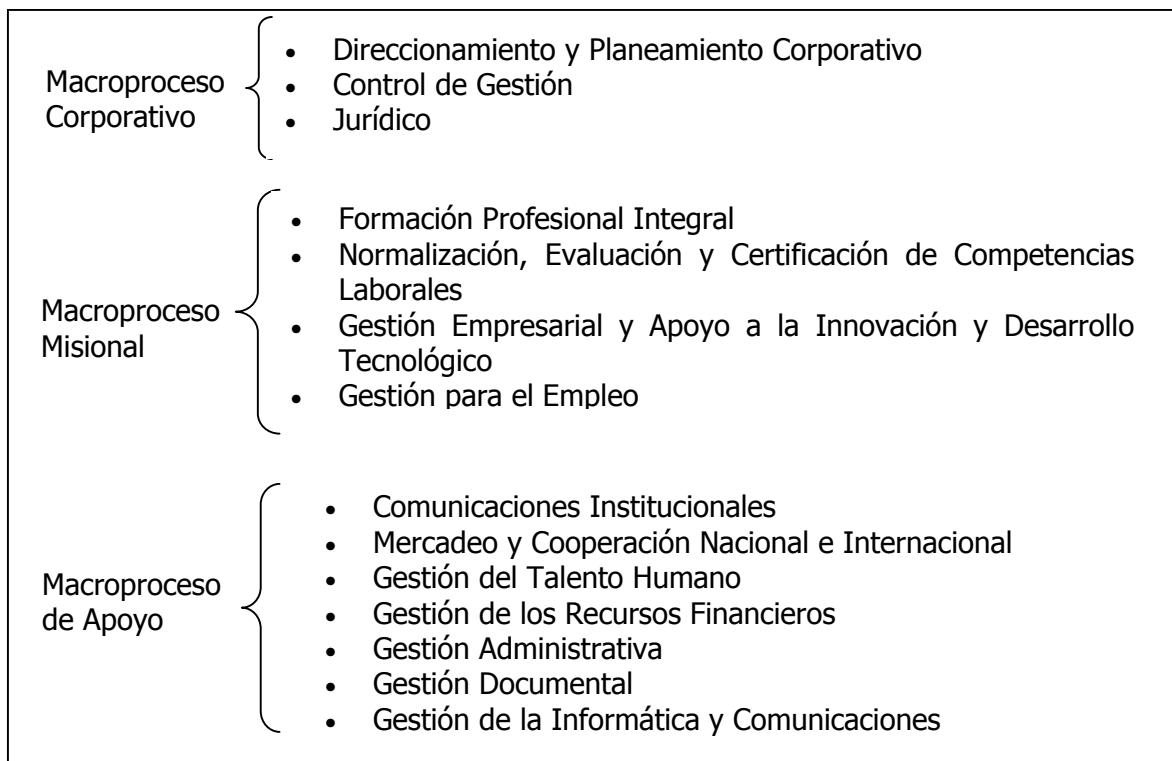 Macroproceso
Corporativo
• Direccionamiento y Planeamiento Corporativo
• Control de Gestión
• Jurídico
Macroproceso
Misional
• Formación Profesional Integral
• Normalización, Evaluación y Certificación de Competencias
Laborales
• Gestión Empresarial y Apoyo a la Innovación y Desarrollo
Tecnológico
• Gestión para el Empleo
Macroproceso
de Apoyo
• Comunicaciones Institucionales
• Mercadeo y Cooperación Nacional e Internacional
• Gestión del Talento Humano
• Gestión de los Recursos Financieros
• Gestión Administrativa
• Gestión Documental
• Gestión de la Informática y Comunicaciones